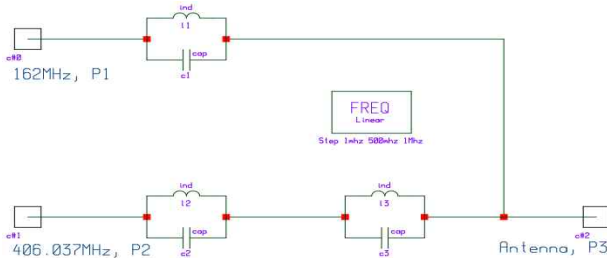 ind
l1
cap
c1
c#0
162MHz, P1
FREQ
Linear
Step 1mhz 500mhz 1Mhz
ind
l2
cap
c2
ind
l3
cap
c3
c#1
406.037MHz, P2
c#2
Antenna, P3